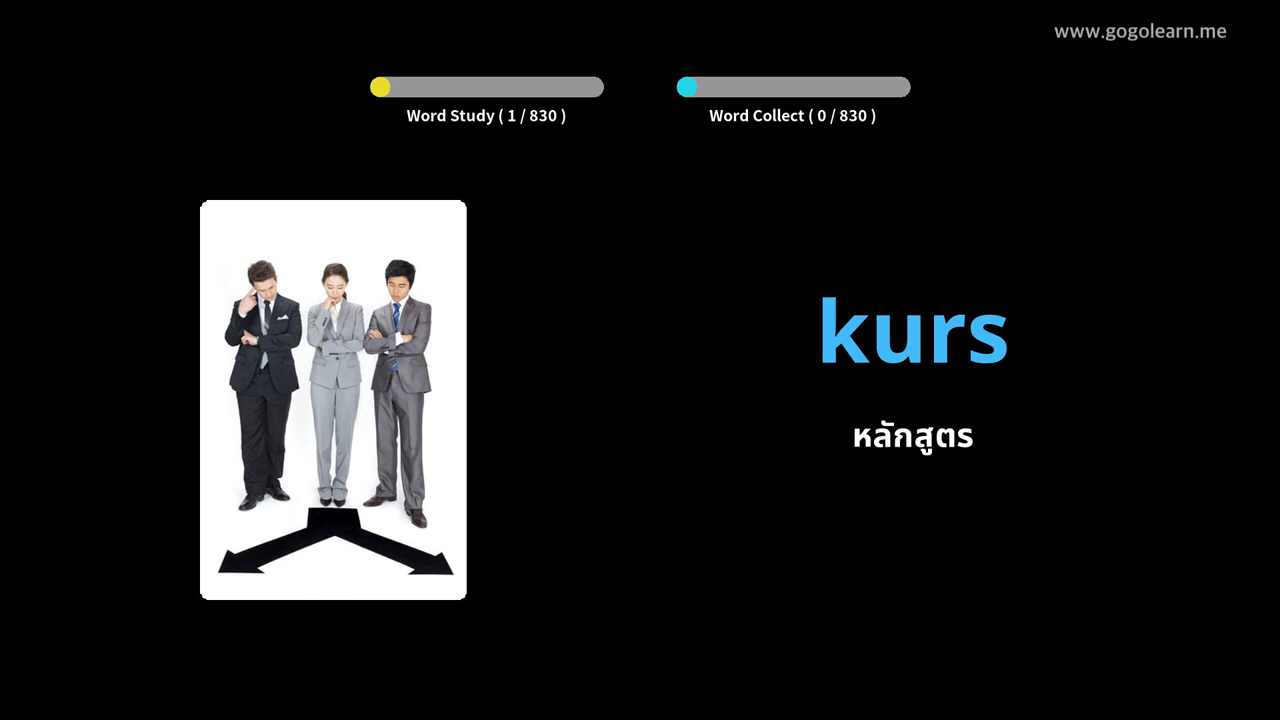 www.gogolearn.me
Word Study ( 1 / 830 )
Word Collect ( 0 / 830 )
kurs
หลักสูตร